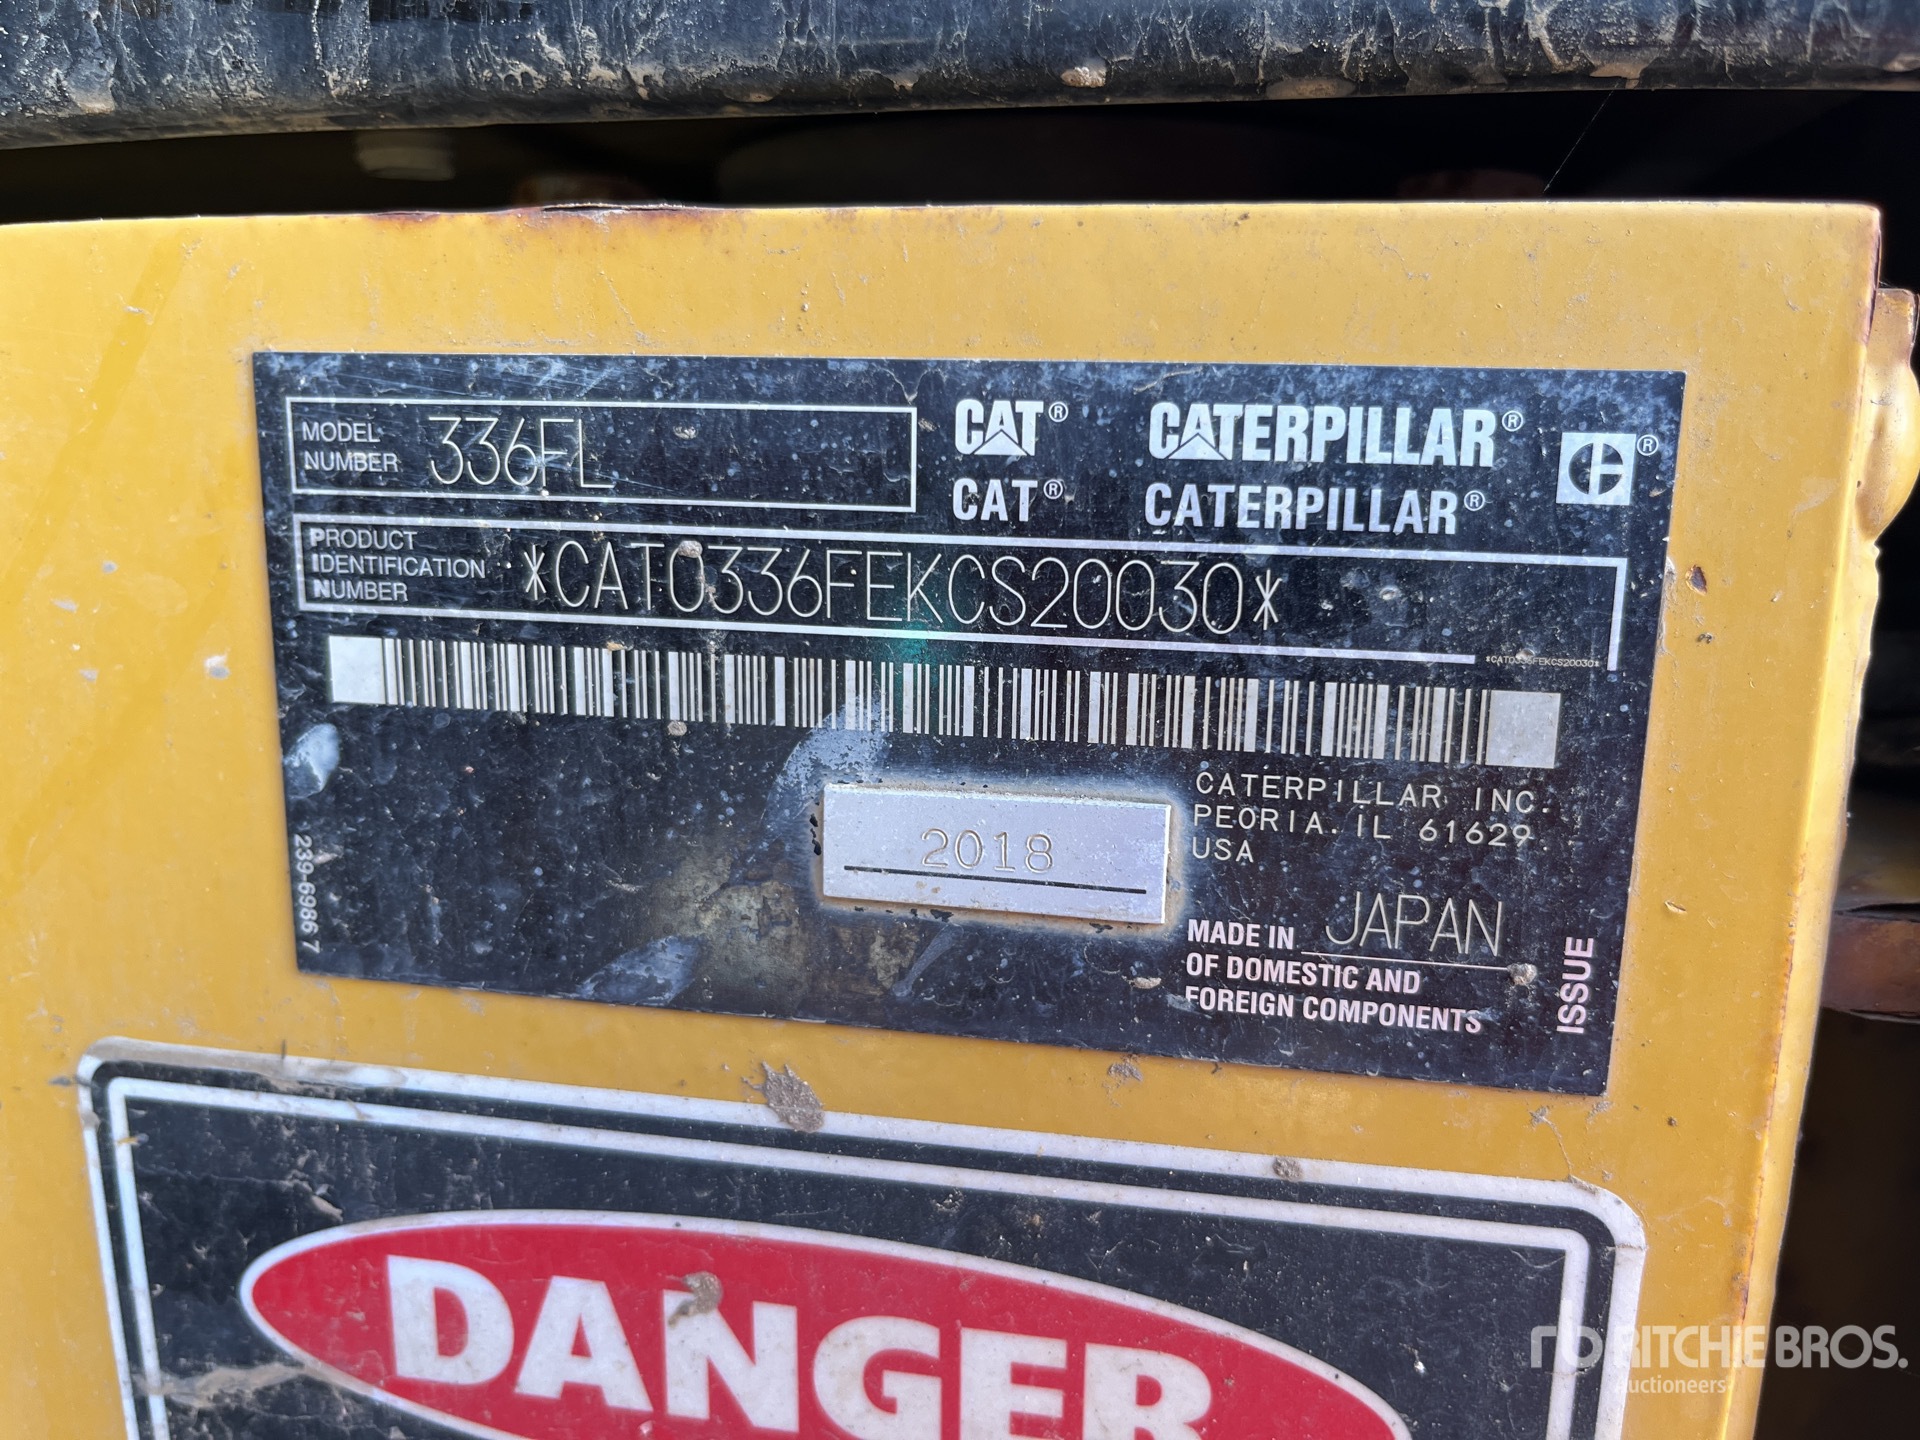 MODEL
NUMBER 336FL
CAT® CATERPILLAR®
CAT® CATERPILLAR®
PRODUCT
IDENTIFICATION
NUMBER *CAT0336FEKCS20030*
*CAT0336FEKCS20030*
2018
CATERPILLAR INC.
PEORIA. IL 61629.
USA
MADE IN JAPAN
OF DOMESTIC AND
FOREIGN COMPONENTS
ISSUE
239-6986 7
DANGER
RITCHIE BROS.
Auctioneers